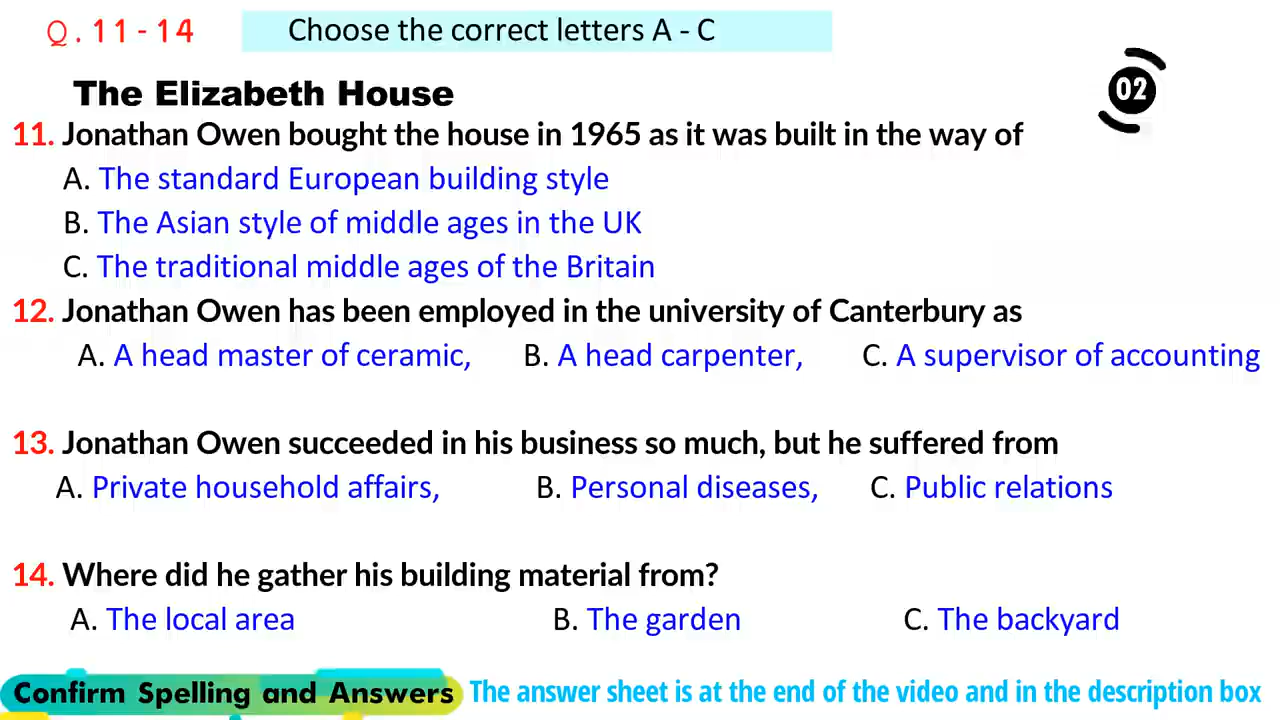 Q. 11-14 Choose the correct letters A - C
02
The Elizabeth House
11. Jonathan Owen bought the house in 1965 as it was built in the way of
A. The standard European building style
B. The Asian style of middle ages in the UK
C. The traditional middle ages of the Britain
12. Jonathan Owen has been employed in the university of Canterbury as
A. A head master of ceramic, B. A head carpenter, C. A supervisor of accounting
13. Jonathan Owen succeeded in his business so much, but he suffered from
A. Private household affairs, B. Personal diseases, C. Public relations
14. Where did he gather his building material from?
A. The local area B. The garden C. The backyard
Confirm Spelling and Answers The answer sheet is at the end of the video and in the description box